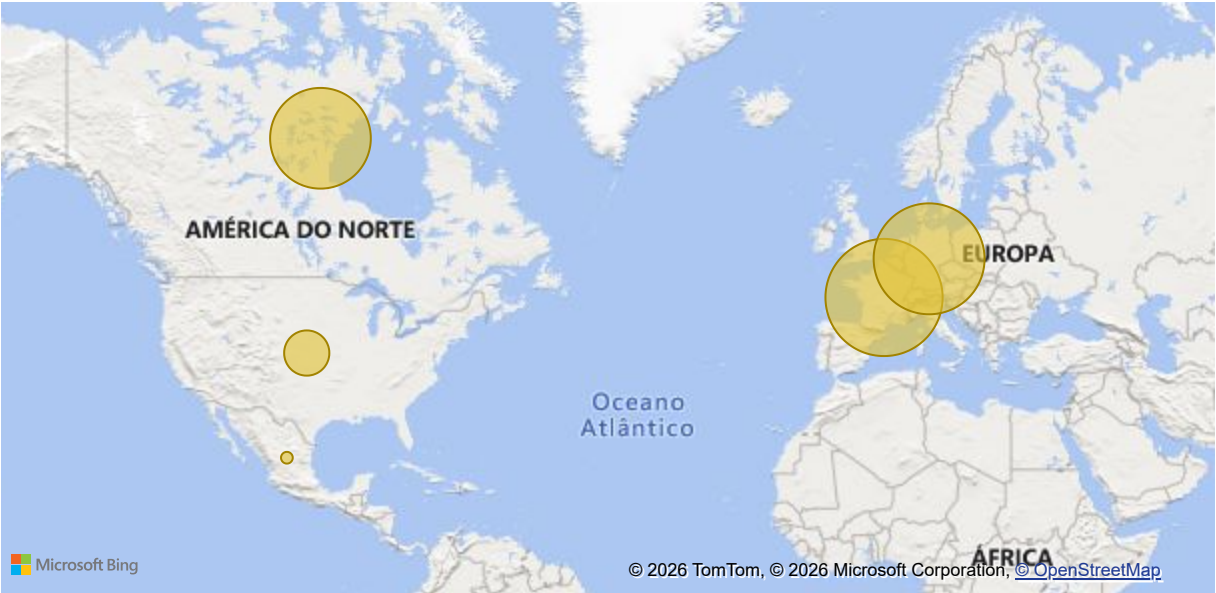 AMÉRICA DO NORTE
EUROPA
Oceano
Atlântico
ÁFRICA
Microsoft Bing
© 2026 TomTom, © 2026 Microsoft Corporation, © OpenStreetMap